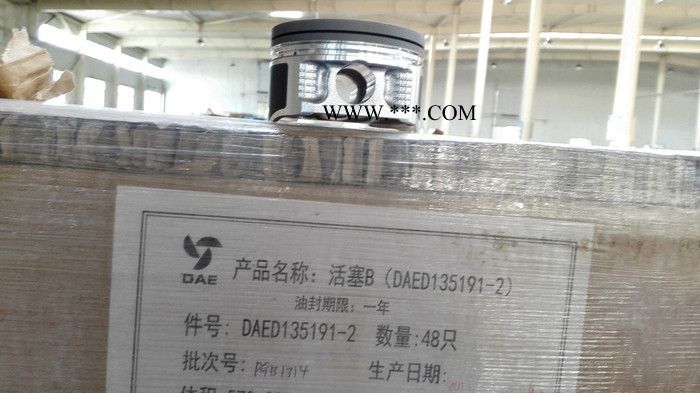 WWW.***.COM
DAE
产品名称：活塞B（DAED135191-2）
油封期限：一年
件号：DAED135191-2 数量：48只
批次号： 生产日期：